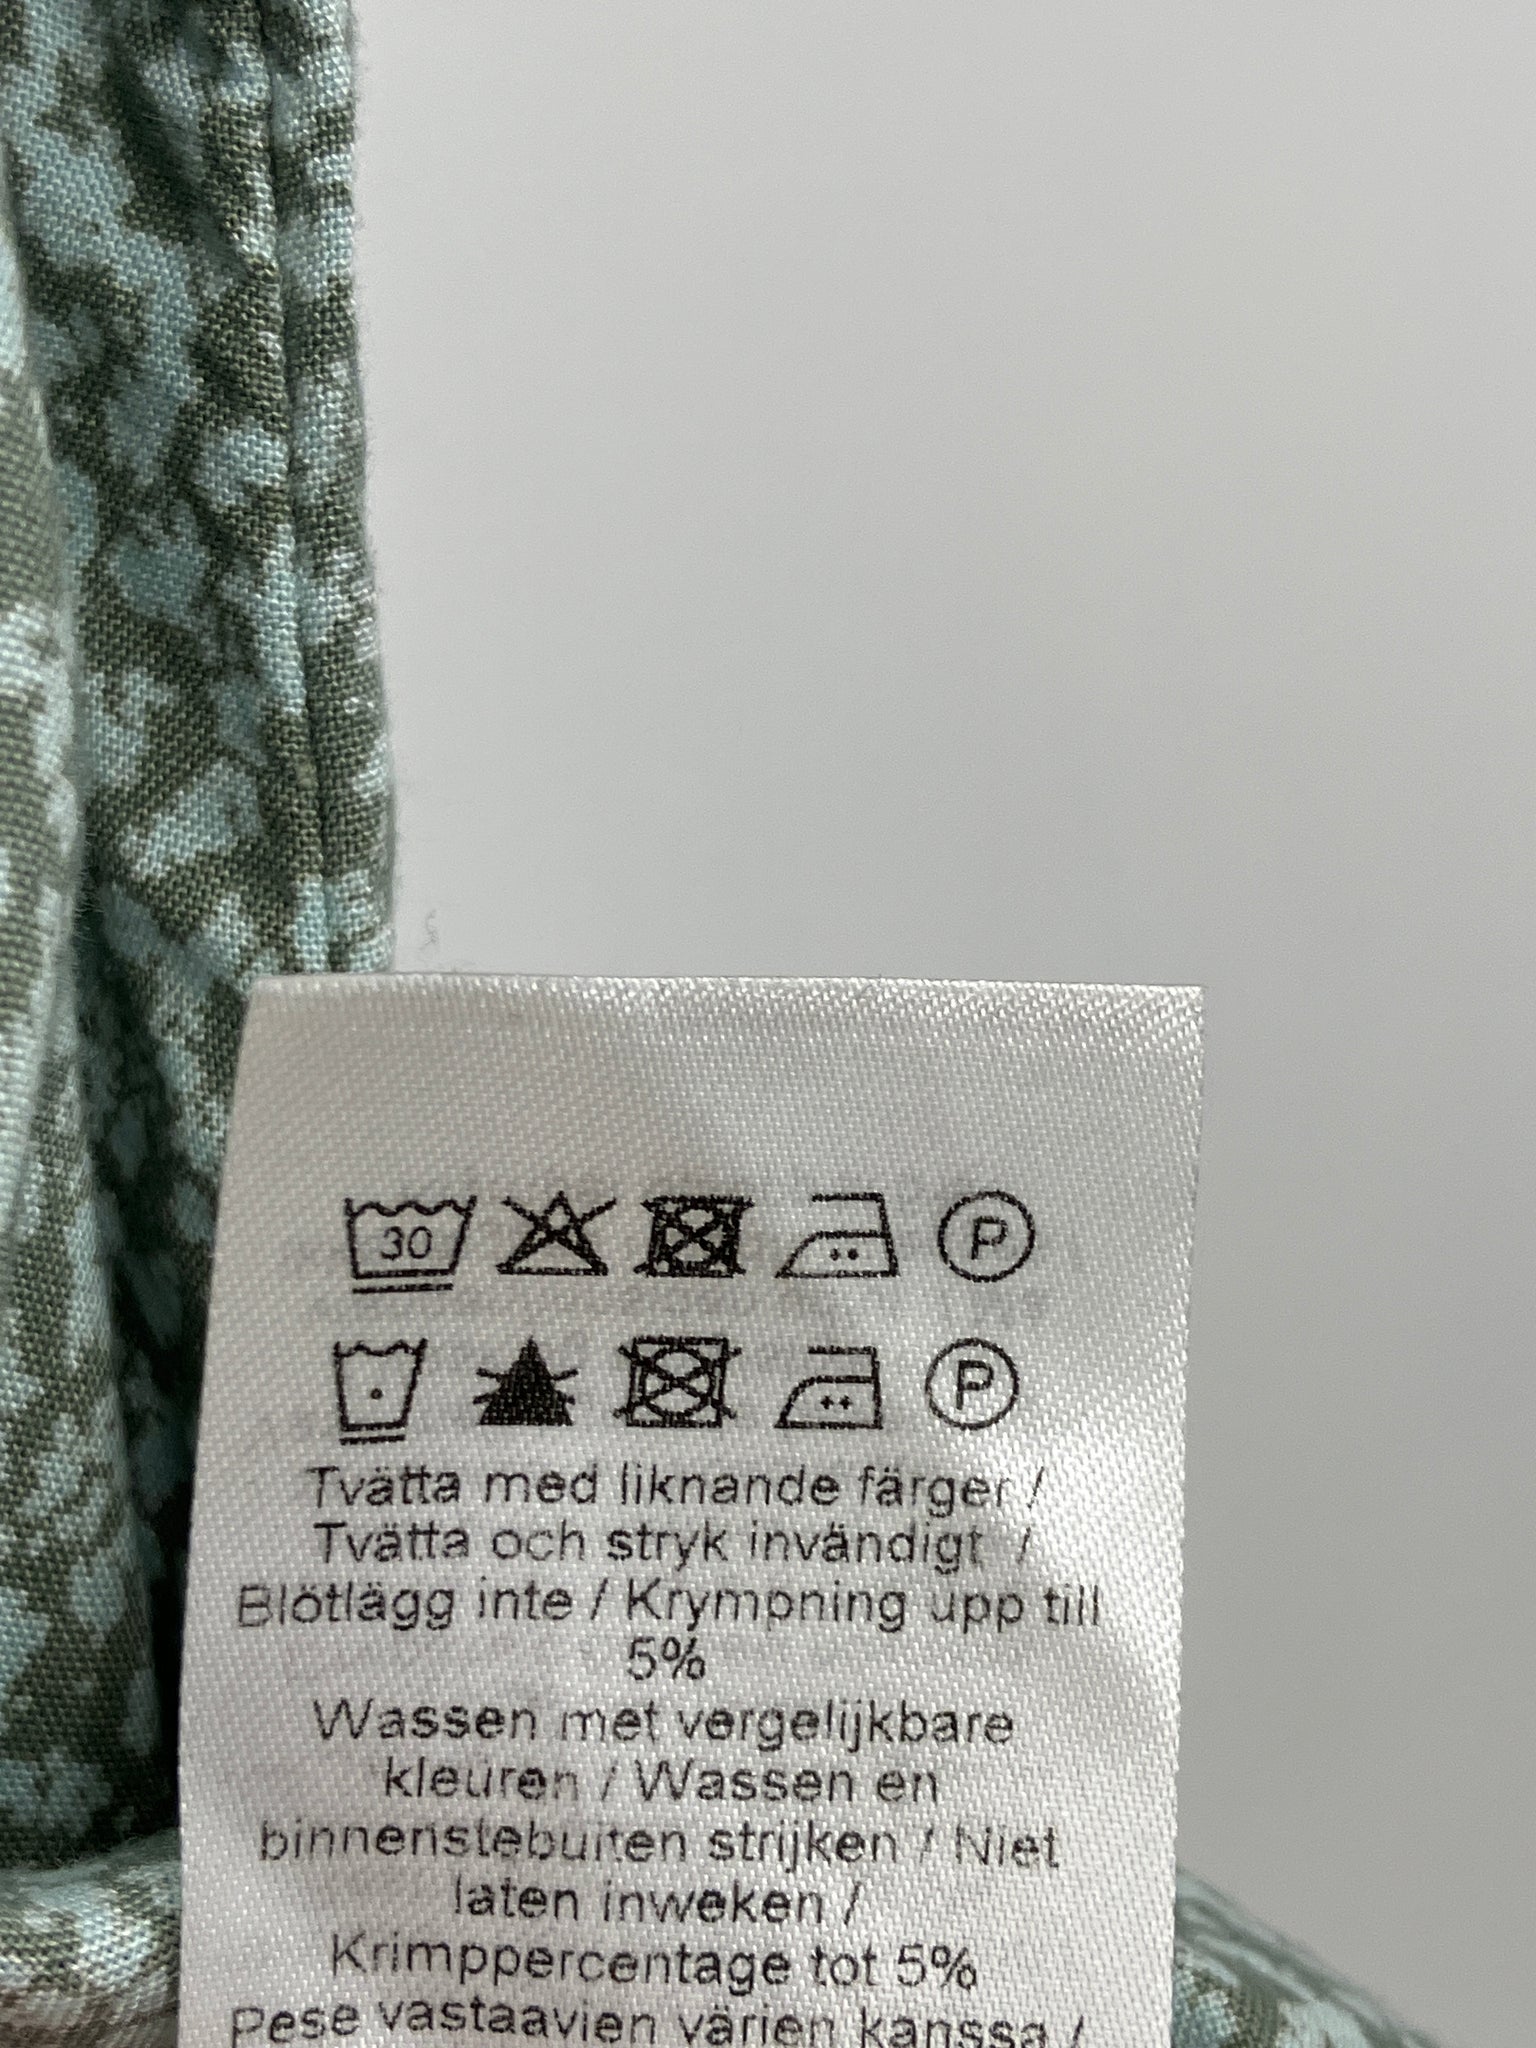 30 P
P
Tvätta med liknande färger /
Tvätta och stryk invändigt /
Blötlägg inte / Krympning upp till
5%
Wassen met vergelijkbare
kleuren / Wassen en
binnenstebuiten strijken / Niet
laten inweken /
Krimppercentage tot 5%
Pese vastaavien värien kanssa /